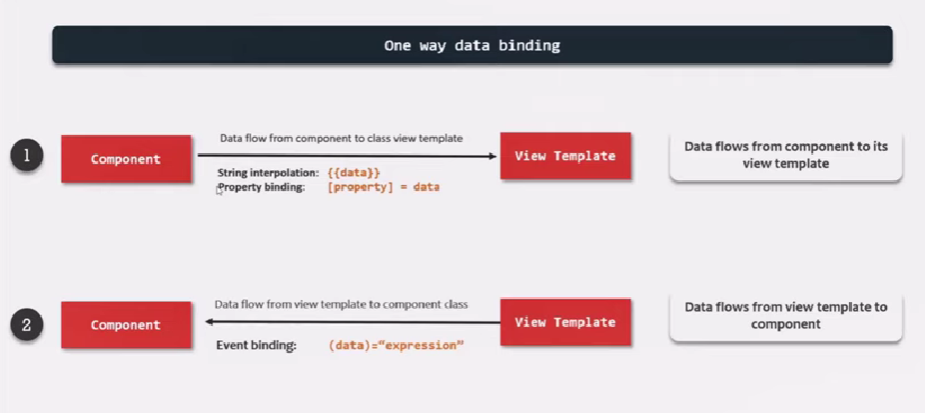 One way data binding
1
Component
Data flow from component to class view template
String interpolation: {{data}}
Property binding: [property] = data
View Template
Data flows from component to its
view template
2
Component
Data flow from view template to component class
Event binding: (data)=“expression”
View Template
Data flows from view template to
component